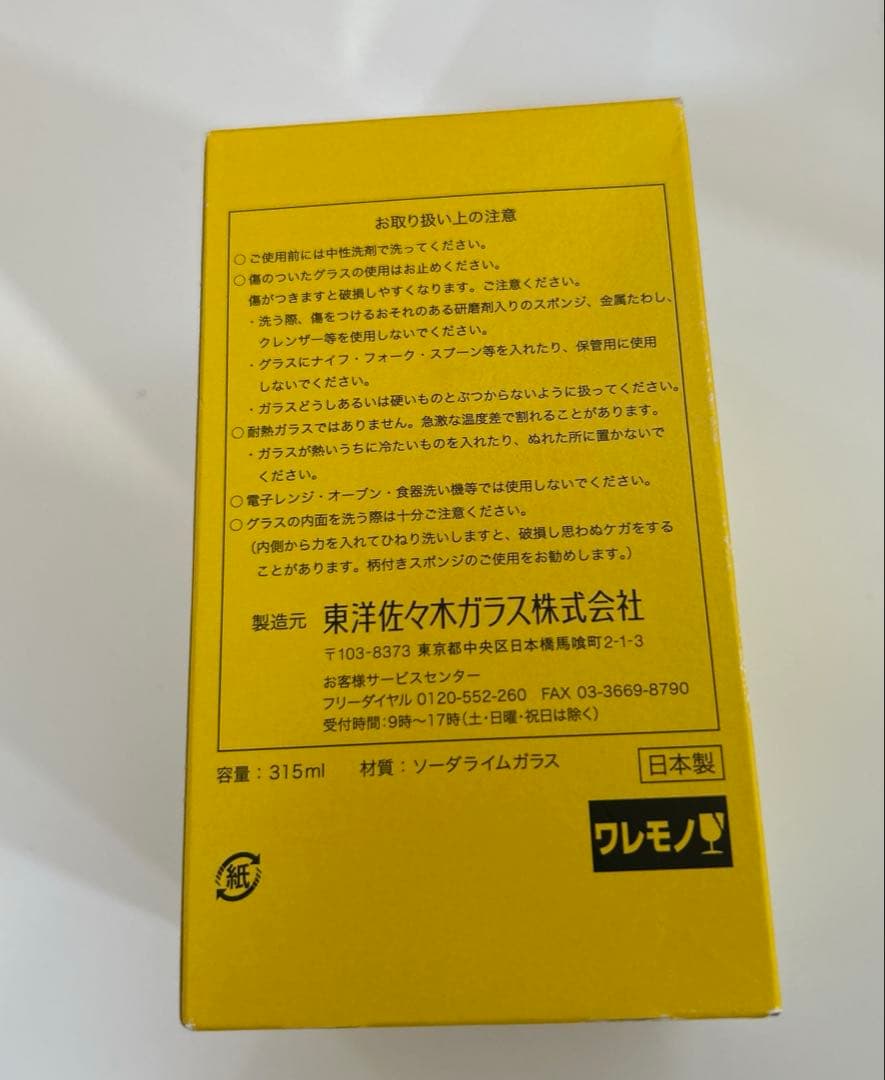 お取り扱い上の注意
○ご使用前には中性洗剤で洗ってください。
○傷のついたグラスの使用はお止めください。
傷がつきますと破損しやすくなります。ご注意ください。
・洗う際、傷をつけるおそれのある研磨剤入りのスポンジ、金属たわし、
クレンザー等を使用しないでください。
・グラスにナイフ・フォーク・スプーン等を入れたり、保管用に使用
しないでください。
・ガラスどうしあるいは硬いものとぶつからないように扱ってください。
○耐熱ガラスではありません。急激な温度差で割れることがあります。
・ガラスが熱いうちに冷たいものを入れたり、ぬれた所に置かないで
ください。
○電子レンジ・オーブン・食器洗い機等では使用しないでください。
○グラスの内面を洗う際は十分ご注意ください。
（内側から力を入れてひねり洗いしますと、破損し思わぬケガをする
ことがあります。柄付きスポンジのご使用をお勧めします。）
製造元 東洋佐々木ガラス株式会社
〒103-8373 東京都中央区日本橋馬喰町2-1-3
お客様サービスセンター
フリーダイヤル 0120-552-260 FAX 03-3669-8790
受付時間：9時～17時（土・日曜・祝日は除く）
容量：315ml 材質：ソーダライムガラス 日本製
ワレモノ
紙